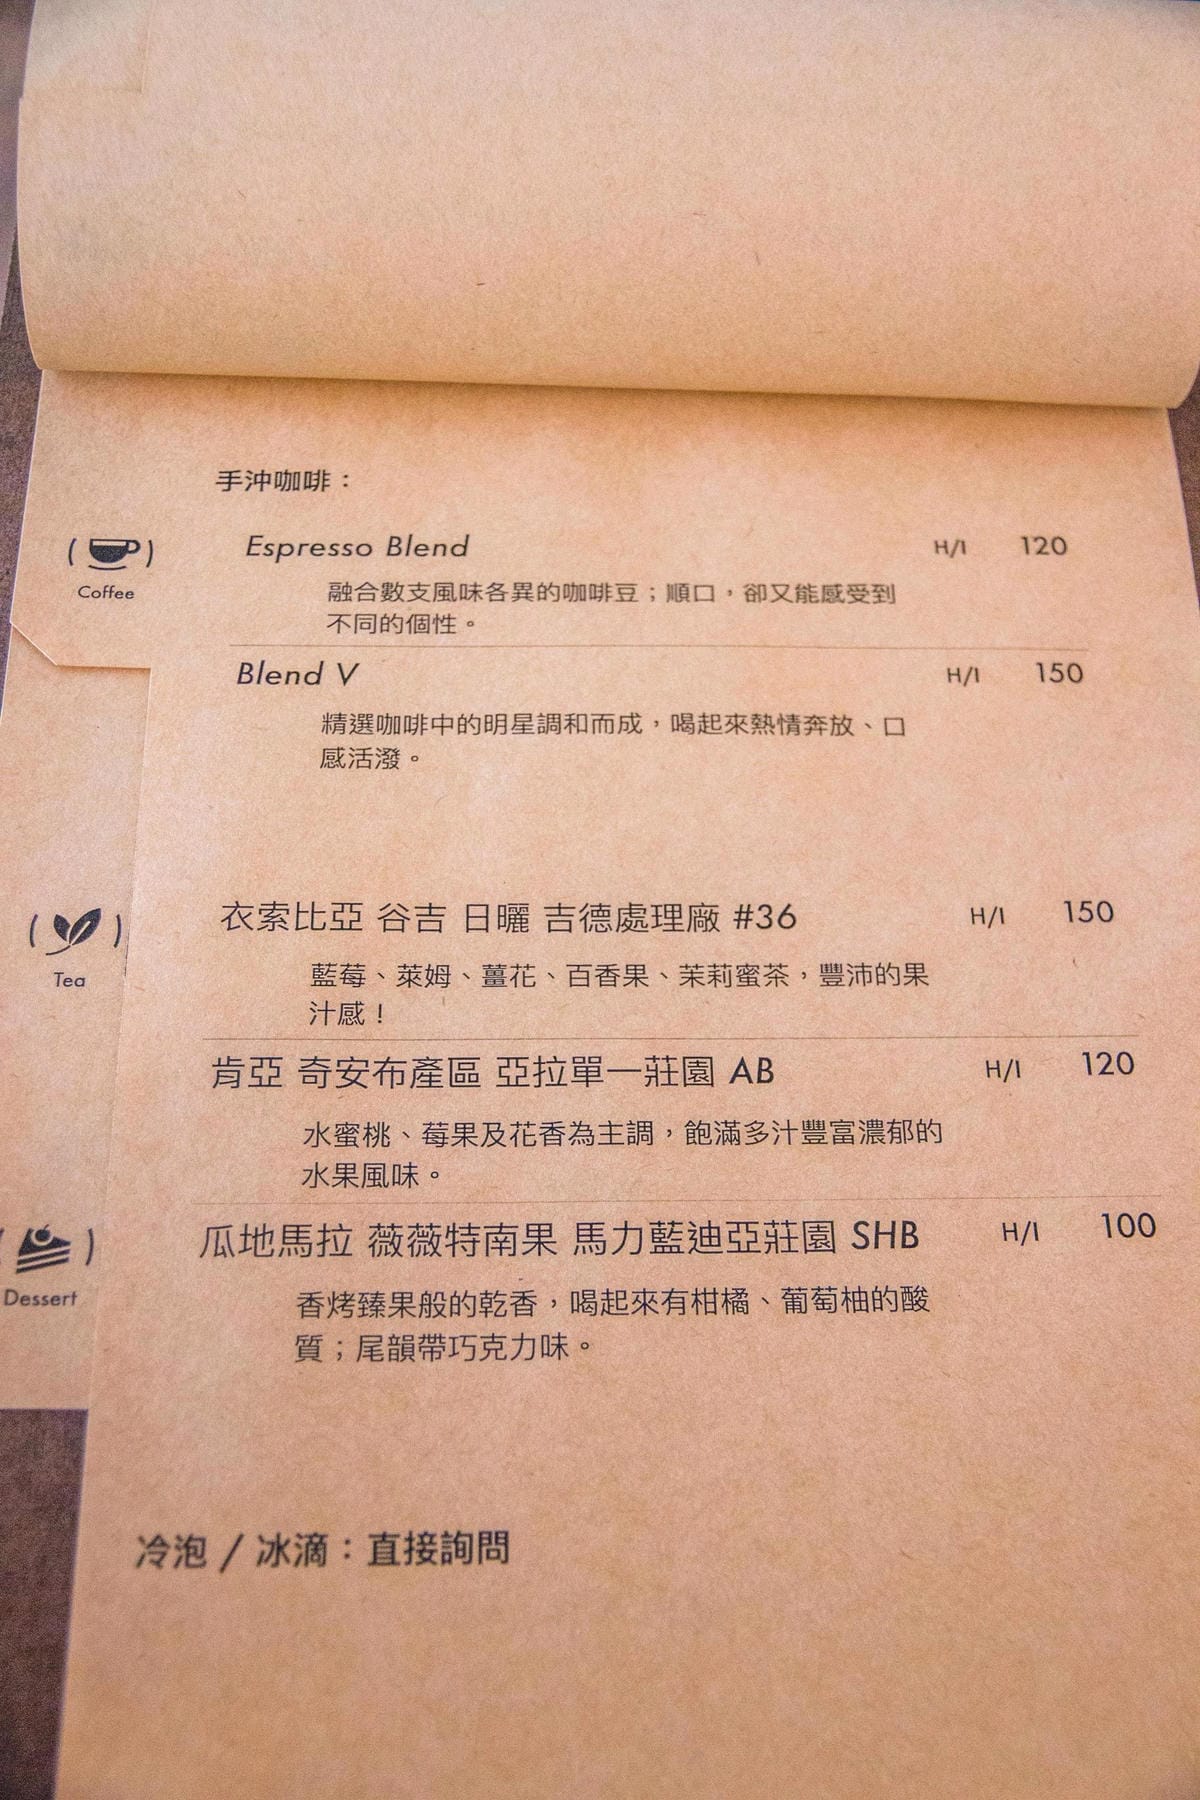 手沖咖啡：
Espresso Blend H/I 120
融合數支風味各異的咖啡豆；順口，卻又能感受到
不同的個性。
Blend V H/I 150
精選咖啡中的明星調和而成，喝起來熱情奔放、口
感活潑。
衣索比亞 谷吉 日曬 吉德處理廠 #36 H/I 150
藍莓、萊姆、薑花、百香果、茉莉蜜茶，豐沛的果
汁感！
肯亞 奇安布產區 亞拉單一莊園 AB H/I 120
水蜜桃、莓果及花香為主調，飽滿多汁豐富濃郁的
水果風味。
瓜地馬拉 薇薇特南果 馬力藍迪亞莊園 SHB H/I 100
香烤臻果般的乾香，喝起來有柑橘、葡萄柚的酸
質；尾韻帶巧克力味。
冷泡 / 冰滴：直接詢問
Coffee
Tea
Dessert